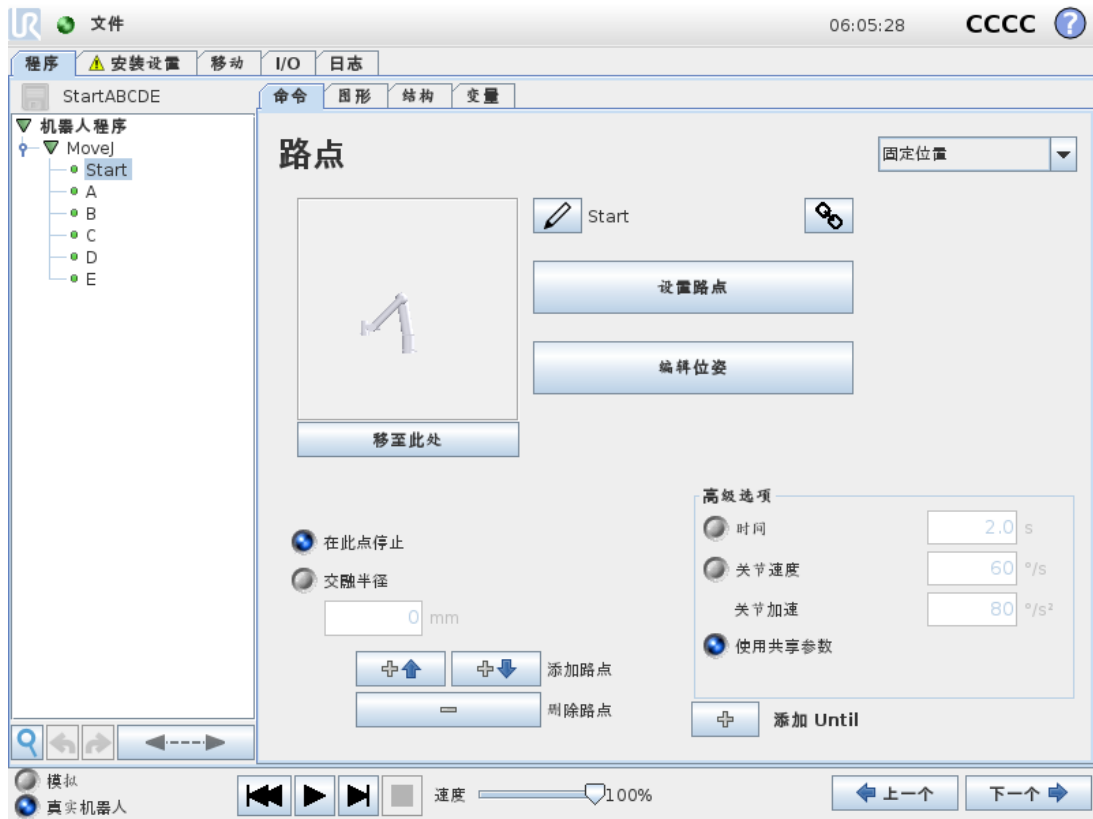 UR 文件 06:05:28 CCCC ?
程序 安装设置 移动 I/O 日志
StartABCDE 命令 图形 结构 变量
机器人程序
MoveJ
Start
A
B
C
D
E
路点
固定位置
Start
设置路点
编辑位姿
移至此处
在此点停止
交融半径
0 mm
添加路点
删除路点
高级选项
时间 2.0 s
关节速度 60 °/s
关节加速 80 °/s²
使用共享参数
添加 Until
模拟
真实机器人
速度 100%
上一个 下一个